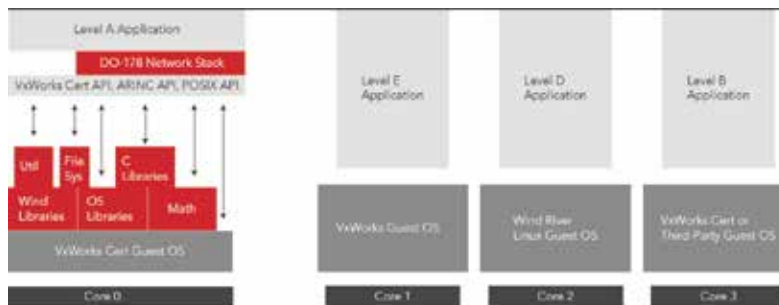 Level A Application
DO-178 Network Stack
VxWorks Cert API, ARINC API, POSIX API
Util
File
Sys
C
Libraries
Wind
Libraries
OS
Libraries
Math
VxWorks Cert Guest OS
Core 0
Level E
Application
VxWorks Guest OS
Core 1
Level D
Application
Wind River
Linux Guest OS
Core 2
Level B
Application
VxWorks Cert or
Third-Party Guest OS
Core 3